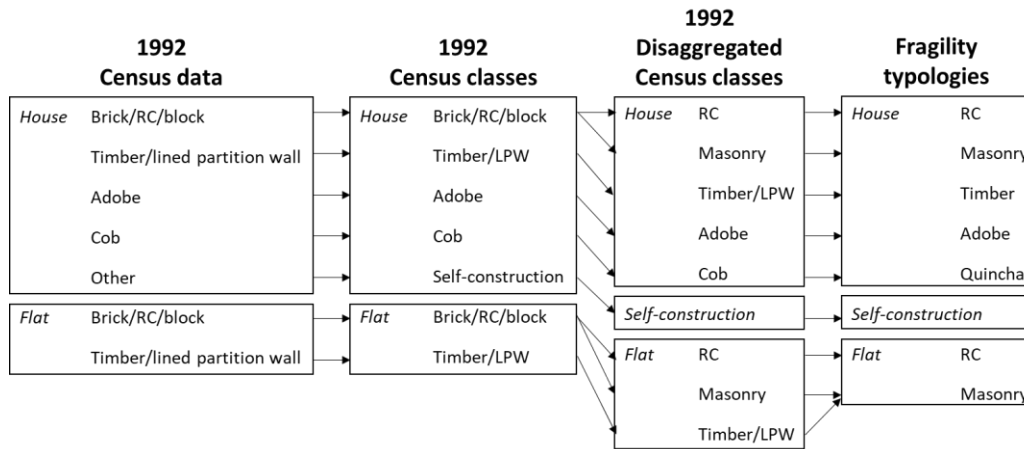 1992
Census data
1992
Census classes
1992
Disaggregated
Census classes
Fragility
typologies
House Brick/RC/block
Timber/lined partition wall
Adobe
Cob
Other
Flat Brick/RC/block
Timber/lined partition wall
House Brick/RC/block
Timber/LPW
Adobe
Cob
Self-construction
Flat Brick/RC/block
Timber/LPW
House RC
Masonry
Timber/LPW
Adobe
Cob
Self-construction
Flat RC
Masonry
Timber/LPW
House RC
Masonry
Timber
Adobe
Quincha
Self-construction
Flat RC
Masonry